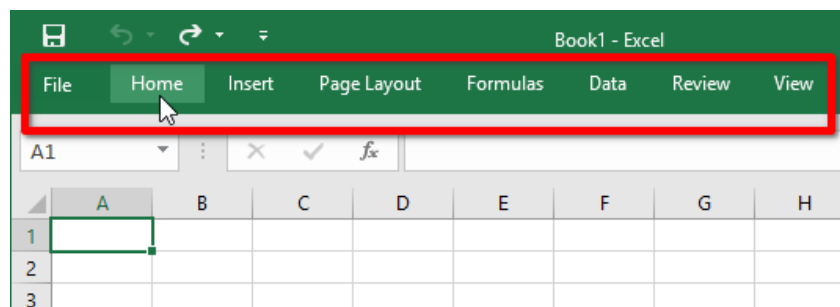 Book1 - Excel
File Home Insert Page Layout Formulas Data Review View
A1 fx
A B C D E F G H
1
2
3